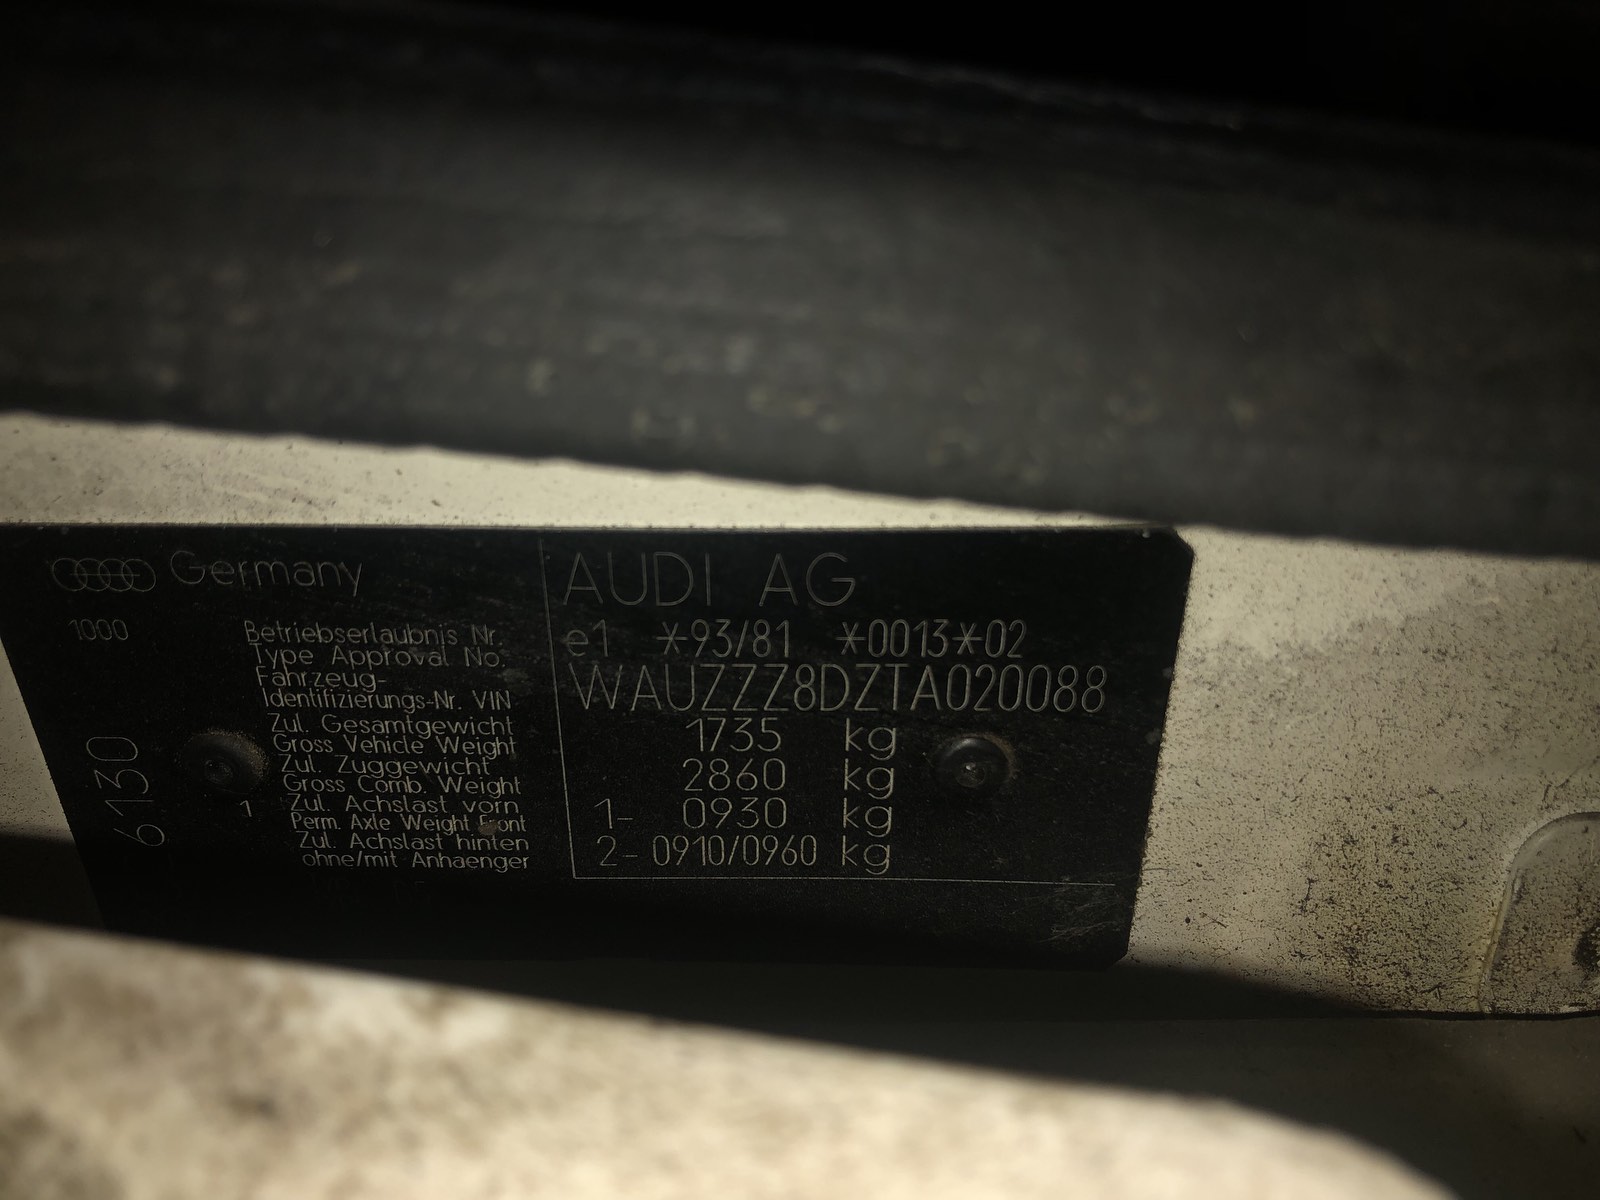 Germany
AUDI AG
1000
Betriebserlaubnis Nr.
Type Approval No.
e1 *93/81 *0013*02
Fahrzeug-
Identifizierungs-Nr. VIN
WAUZZZ8DZTA020088
Zul. Gesamtgewicht
Gross Vehicle Weight
1735 kg
Zul. Zuggewicht
Gross Comb. Weight
2860 kg
1
Zul. Achslast vorn
Perm. Axle Weight front
1- 0930 kg
Zul. Achslast hinten
ohne/mit Anhaenger
2- 0910/0960 kg
6130